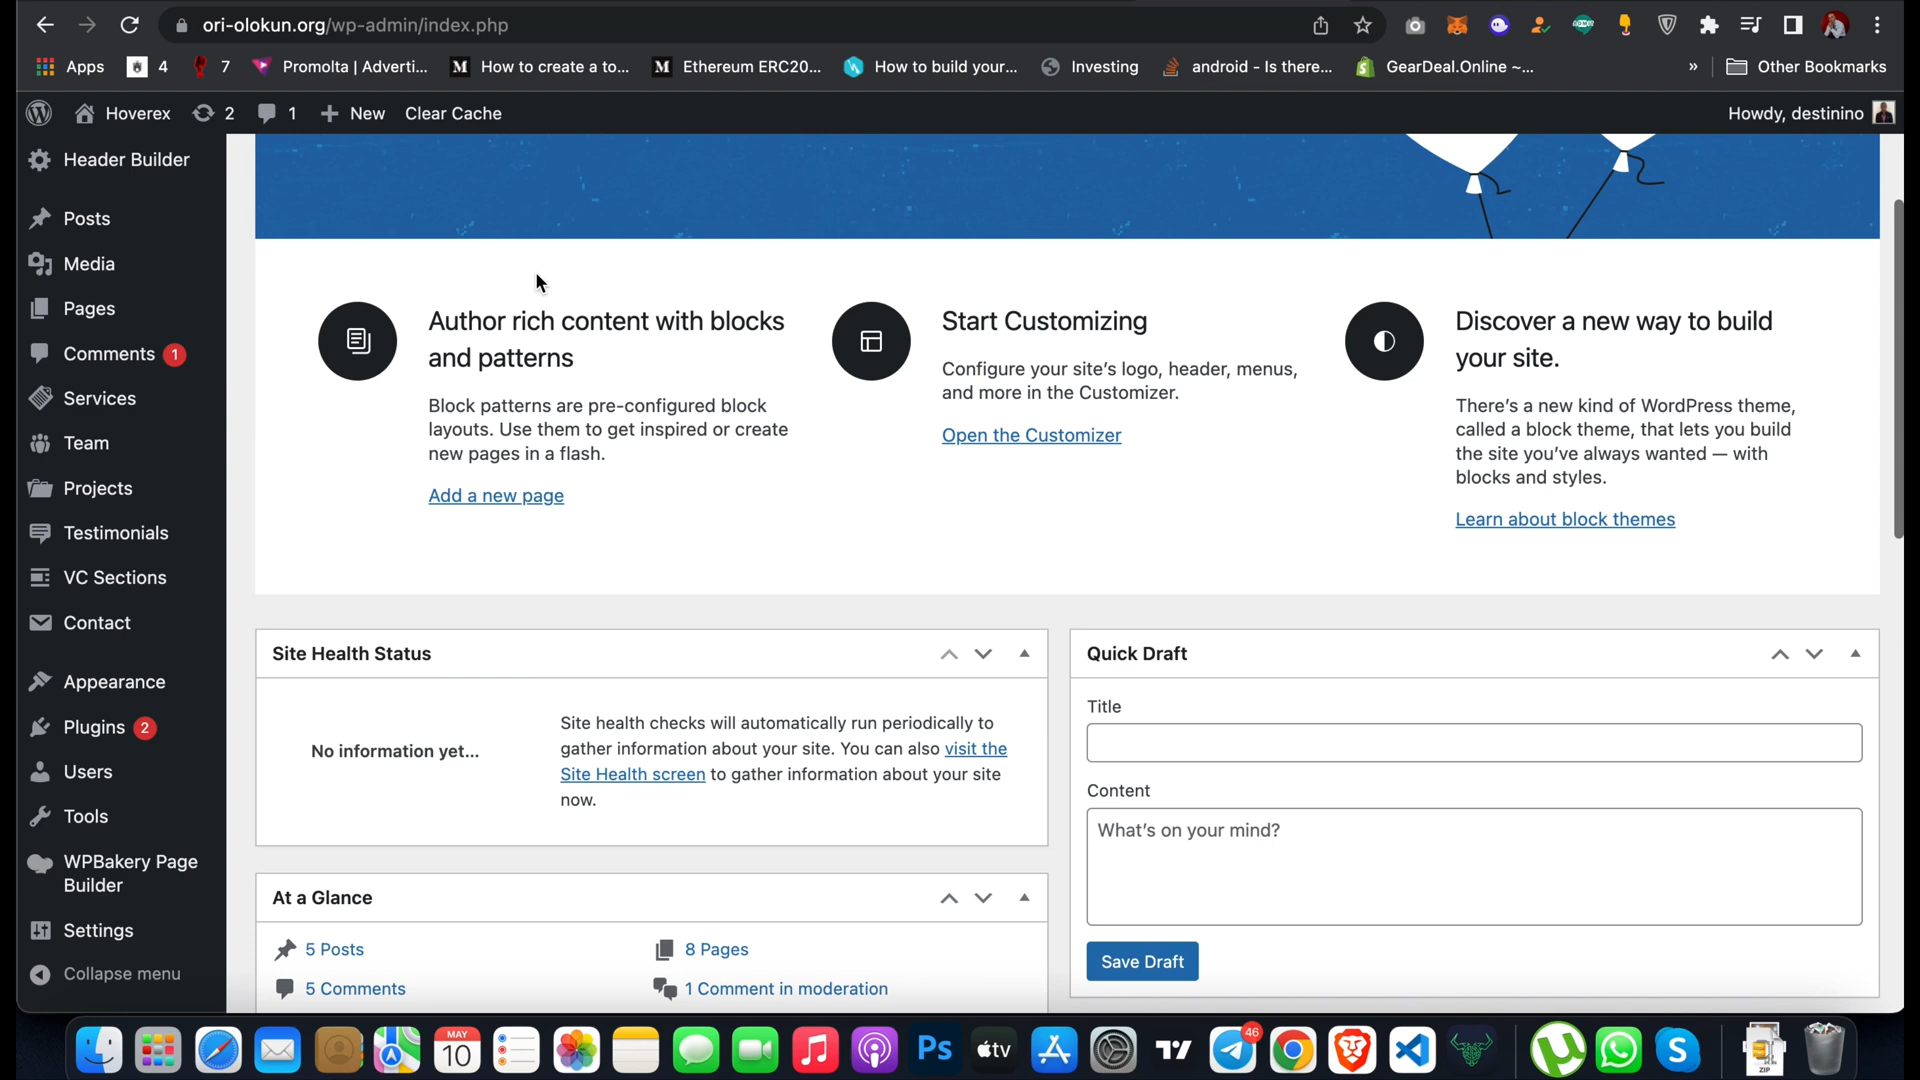 ori-olokun.org/wp-admin/index.php
Apps
4
7
Promolta | Adverti...
How to create a to...
Ethereum ERC20...
How to build your...
Investing
android - Is there...
GearDeal.Online ~...
»
Other Bookmarks
Hoverex
2
1
New
Clear Cache
Howdy, destinino
Header Builder
Posts
Media
Pages
Comments 1
Services
Team
Projects
Testimonials
VC Sections
Contact
Appearance
Plugins 2
Users
Tools
WPBakery Page
Builder
Settings
Collapse menu
Author rich content with blocks
and patterns
Block patterns are pre-configured block
layouts. Use them to get inspired or create
new pages in a flash.
Add a new page
Start Customizing
Configure your site's logo, header, menus,
and more in the Customizer.
Open the Customizer
Discover a new way to build
your site.
There's a new kind of WordPress theme,
called a block theme, that lets you build
the site you've always wanted — with
blocks and styles.
Learn about block themes
Site Health Status
No information yet...
Site health checks will automatically run periodically to
gather information about your site. You can also visit the
Site Health screen to gather information about your site
now.
At a Glance
5 Posts
8 Pages
5 Comments
1 Comment in moderation
Quick Draft
Title
Content
What's on your mind?
Save Draft
MAY
10
Ps
tv
46
ZIP